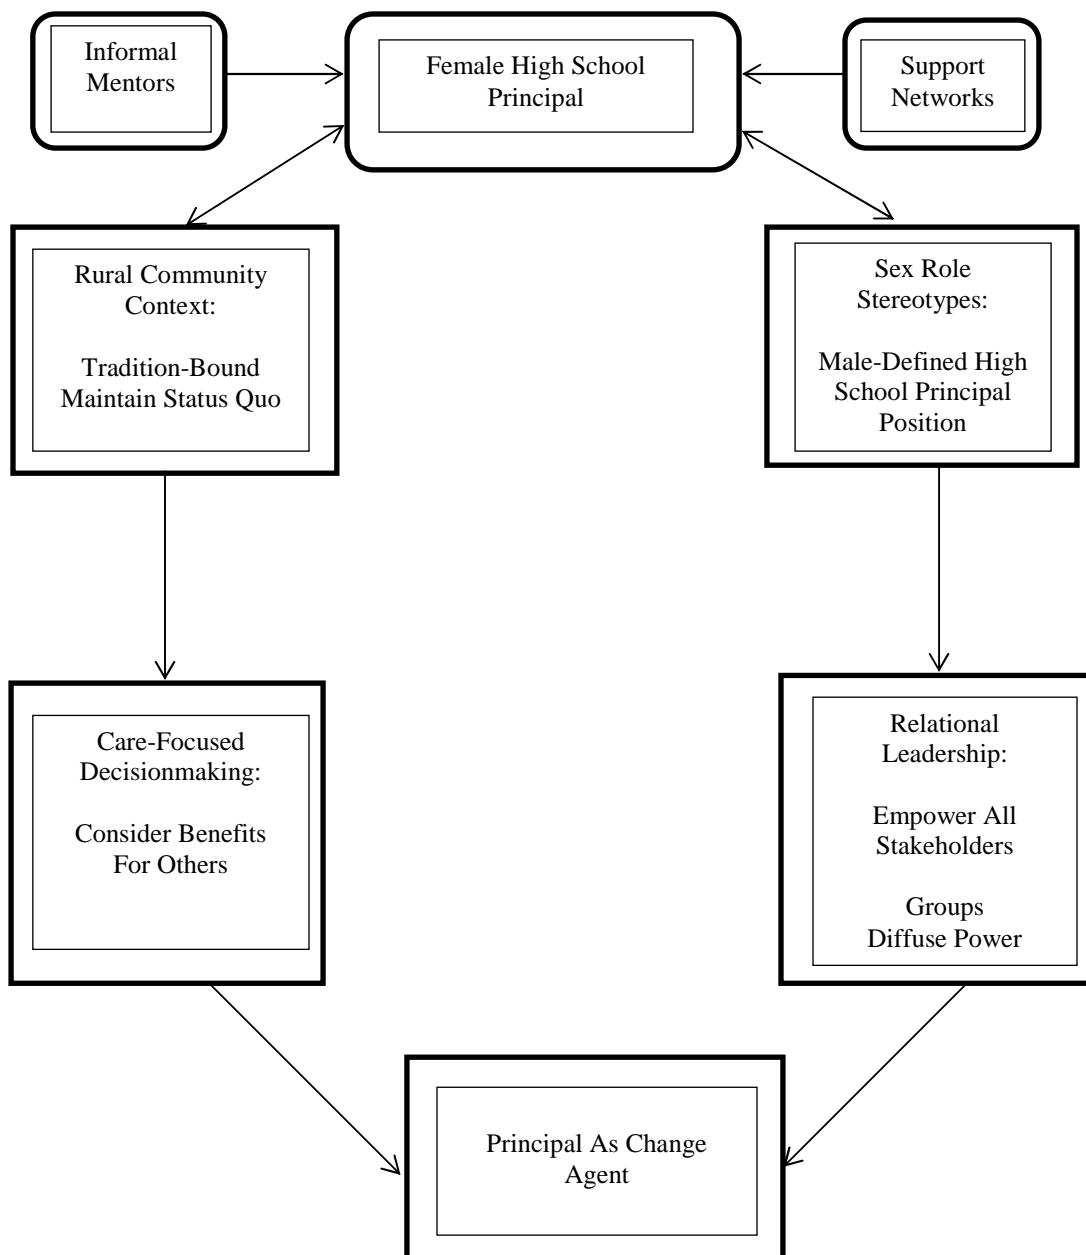 Informal
Mentors
Female High School
Principal
Support
Networks
Rural Community
Context:
Tradition-Bound
Maintain Status Quo
Sex Role
Stereotypes:
Male-Defined High
School Principal
Position
Care-Focused
Decisionmaking:
Consider Benefits
For Others
Relational
Leadership:
Empower All
Stakeholders
Groups
Diffuse Power
Principal As Change
Agent